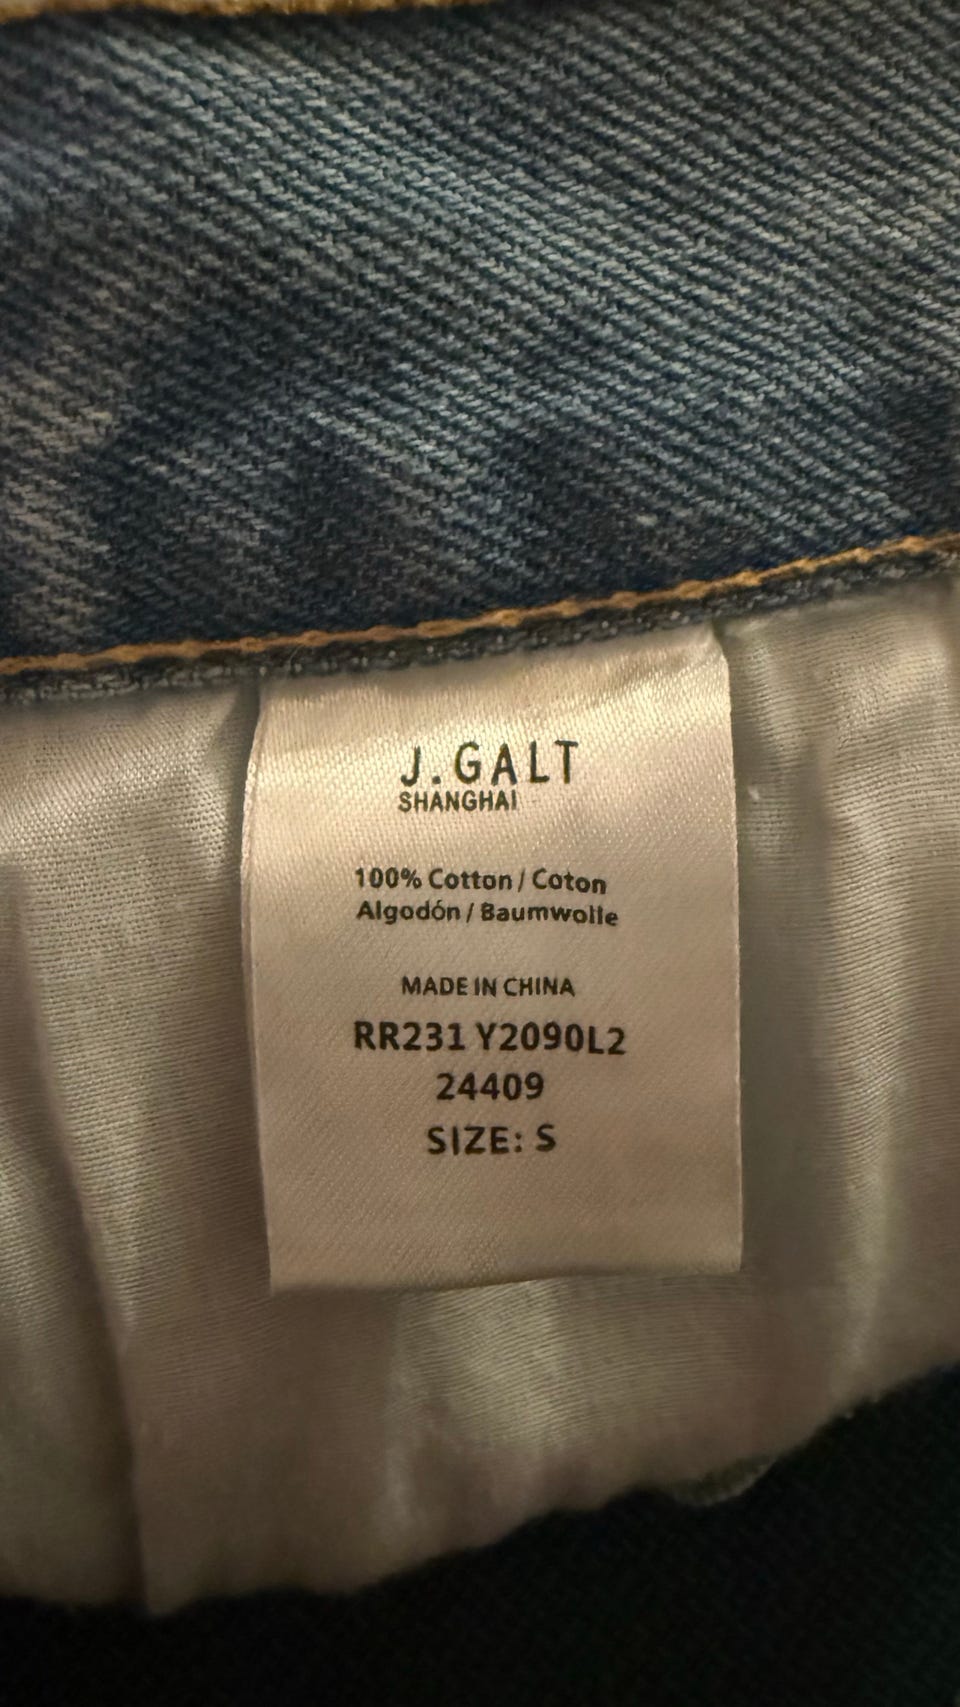 J.GALT
SHANGHAI
100% Cotton / Coton
Algodón / Baumwolle
MADE IN CHINA
RR231 Y2090L2
24409
SIZE: S